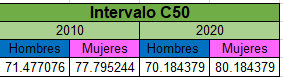 Intervalo C50
2010 2020
Hombres Mujeres Hombres Mujeres
71.477076 77.795244 70.184379 80.184379